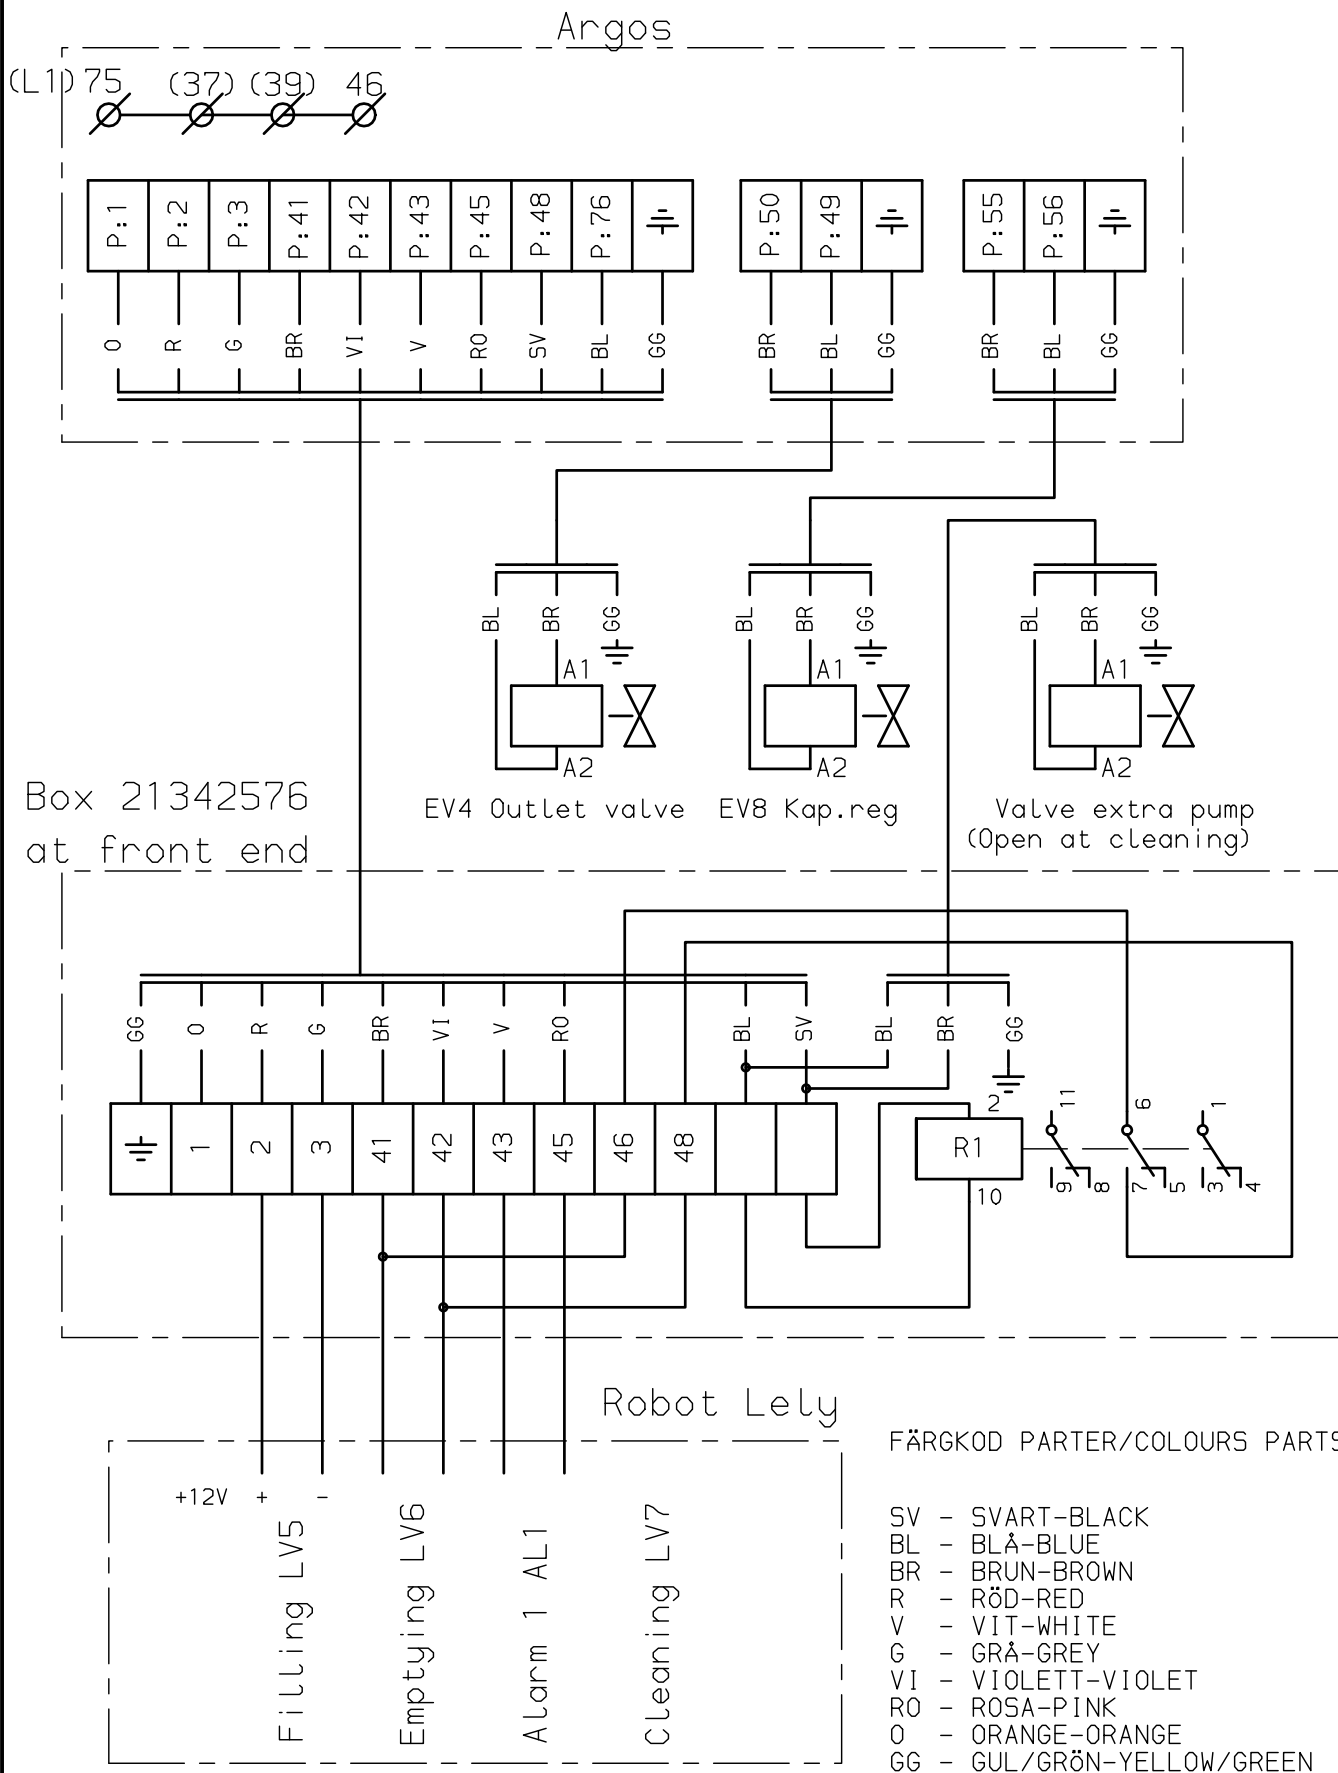 Argos
(L1) 75 (37) (39) 46
P:1 P:2 P:3 P:41 P:42 P:43 P:45 P:48 P:76 P:50 P:49 P:55 P:56
O R G BR VI V RO SV BL GG BR BL GG BR BL GG
BL BR GG BL BR GG BL BR GG
A1 A1 A1
A2 A2 A2
EV4 Outlet valve EV8 Kap.reg Valve extra pump
(Open at cleaning)
Box 21342576
at front end
GG O R G BR VI V RO BL SV BL BR GG
2 11 6 1
1 2 3 41 42 43 45 46 48 R1
10 9 8 7 5 3 4
Robot Lely
+12V + -
Filling LV5
Emptying LV6
Alarm 1 AL1
Cleaning LV7
FÄRGKOD PARTER/COLOURS PARTS
SV - SVART-BLACK
BL - BLÅ-BLUE
BR - BRUN-BROWN
R - RÖD-RED
V - VIT-WHITE
G - GRÅ-GREY
VI - VIOLETT-VIOLET
RO - ROSA-PINK
O - ORANGE-ORANGE
GG - GUL/GRÖN-YELLOW/GREEN